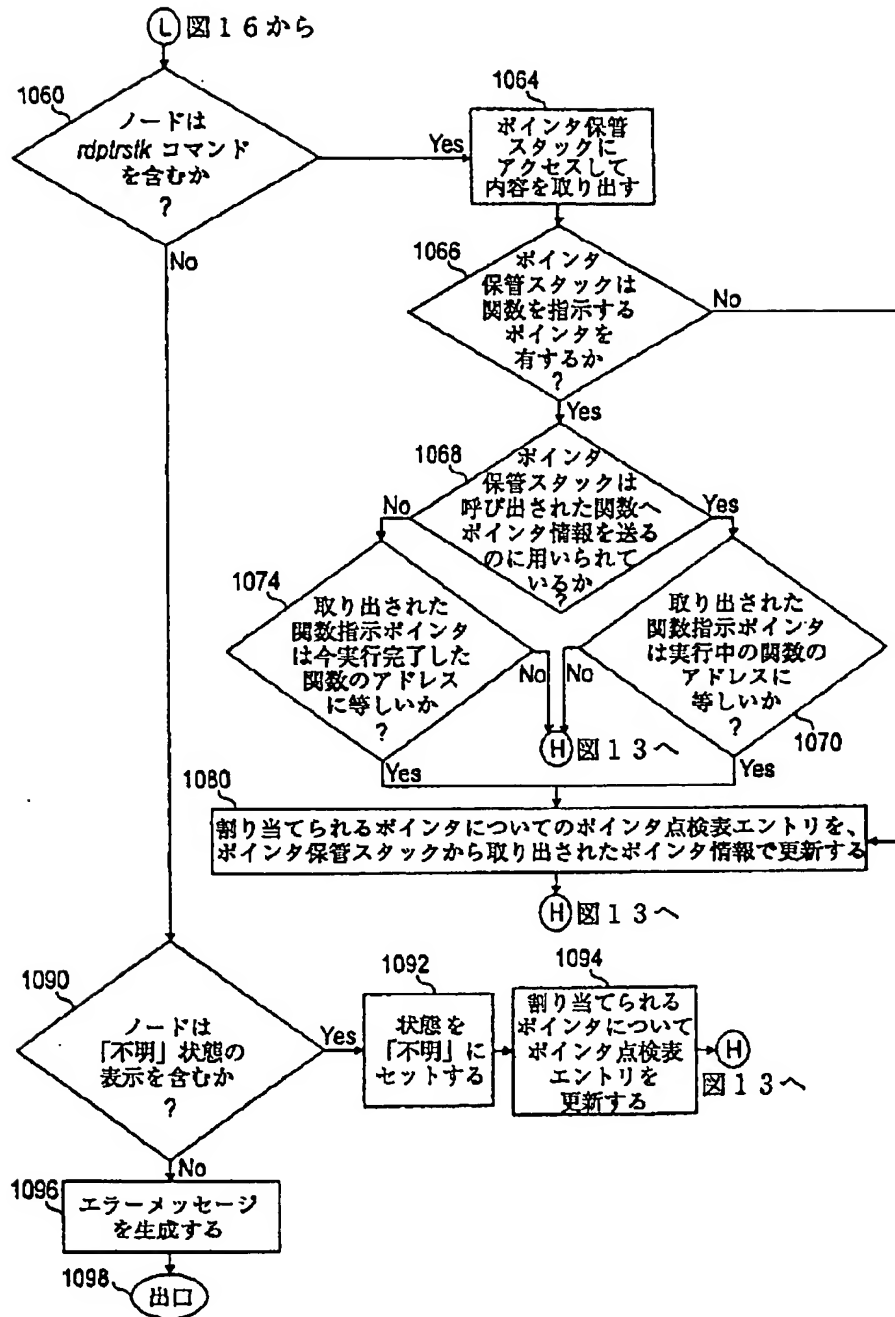 L 図16から
1060
ノードは
rdptrstk コマンド
を含むか
?
Yes
No
1064
ポインタ保管
スタックに
アクセスして
内容を取り出す
1066
ポインタ
保管スタックは
関数を指示する
ポインタを
有するか
?
No
Yes
1068
ポインタ
保管スタックは
呼び出された関数へ
ポインタ情報を送る
のに用いられて
いるか
?
No
Yes
1074
取り出された
関数指示ポインタ
は今実行完了した
関数のアドレス
に等しいか
?
No
Yes
取り出された
関数指示ポインタ
は実行中の関数の
アドレスに
等しいか
?
1070
No
Yes
H 図13へ
1080
割り当てられるポインタについてのポインタ点検表エントリを、
ポインタ保管スタックから取り出されたポインタ情報で更新する
H 図13へ
1090
ノードは
「不明」状態の
表示を含むか
?
Yes
No
1092
状態を
「不明」に
セットする
1094
割り当てられる
ポインタについて
ポインタ点検表
エントリを
更新する
H
図13へ
1096
エラーメッセージ
を生成する
1098
出口